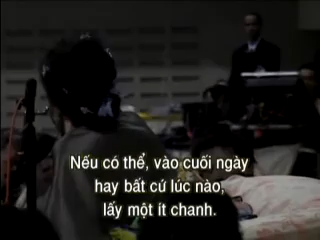 Nếu có thể, vào cuối ngày
hay bất cứ lúc nào,
lấy một ít chanh.